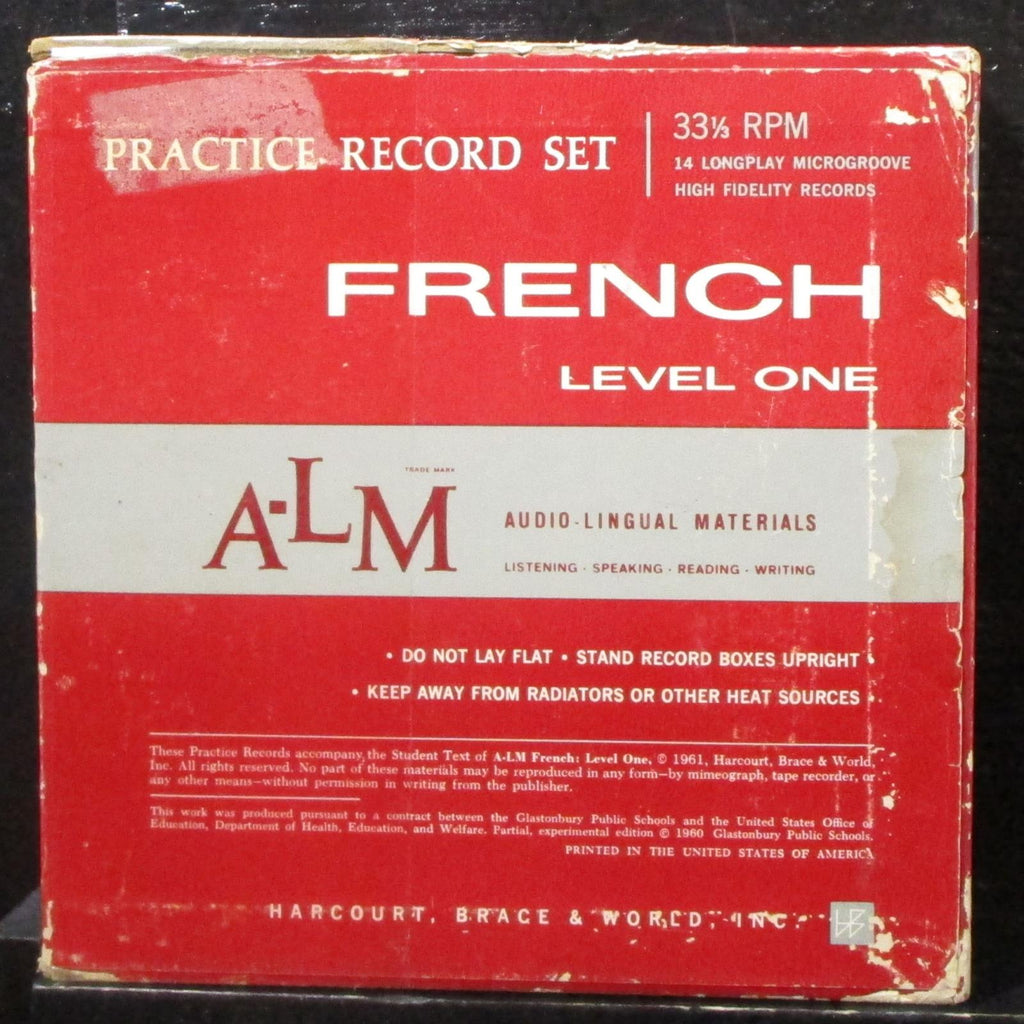 PRACTICE RECORD SET
33⅓ RPM
14 LONGPLAY MICROGROOVE
HIGH FIDELITY RECORDS
FRENCH
LEVEL ONE
A-LM
TRADE MARK
AUDIO-LINGUAL MATERIALS
LISTENING · SPEAKING · READING · WRITING
• DO NOT LAY FLAT • STAND RECORD BOXES UPRIGHT •
• KEEP AWAY FROM RADIATORS OR OTHER HEAT SOURCES •
These Practice Records accompany the Student Text of A-LM French: Level One, © 1961, Harcourt, Brace & World,
Inc. All rights reserved. No part of these materials may be reproduced in any form—by mimeograph, tape recorder, or
any other means—without permission in writing from the publisher.
This work was produced pursuant to a contract between the Glastonbury Public Schools and the United States Office of
Education, Department of Health, Education, and Welfare. Partial, experimental edition © 1960 Glastonbury Public Schools.
PRINTED IN THE UNITED STATES OF AMERICA
HARCOURT, BRACE & WORLD, INC.
HB